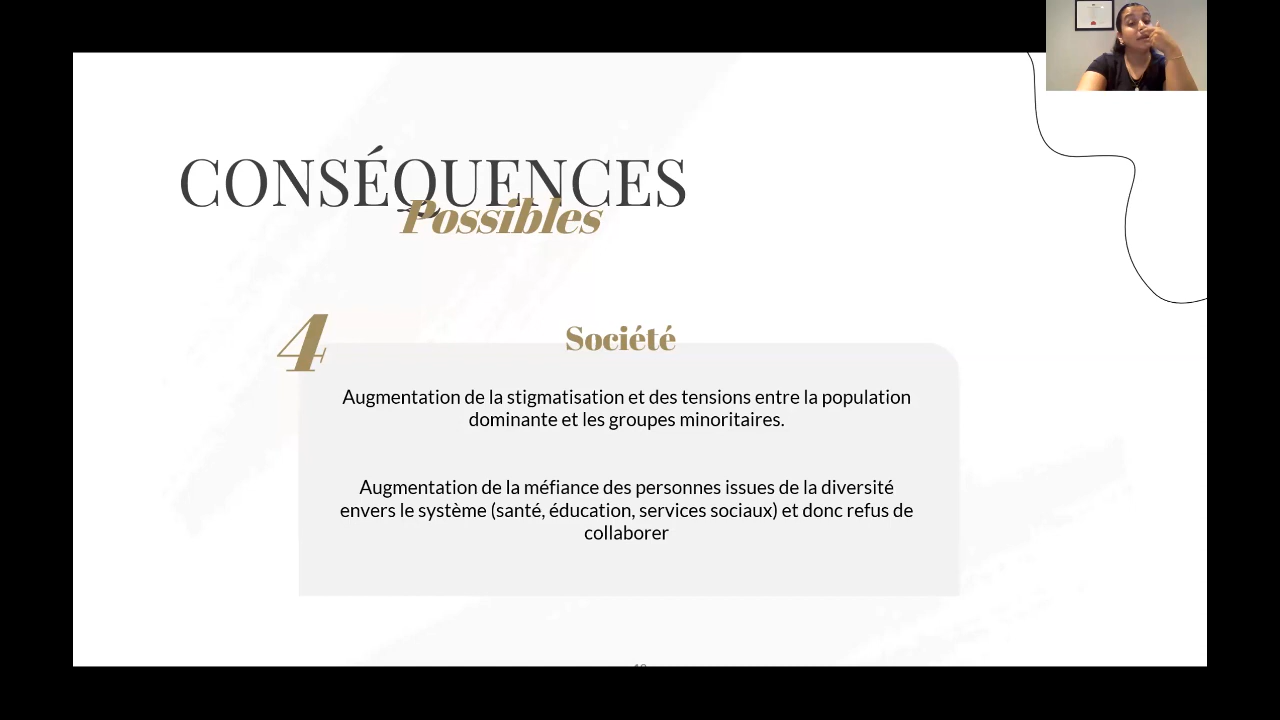 CONSÉQUENCES
Possibles
4
Société
Augmentation de la stigmatisation et des tensions entre la population
dominante et les groupes minoritaires.
Augmentation de la méfiance des personnes issues de la diversité
envers le système (santé, éducation, services sociaux) et donc refus de
collaborer